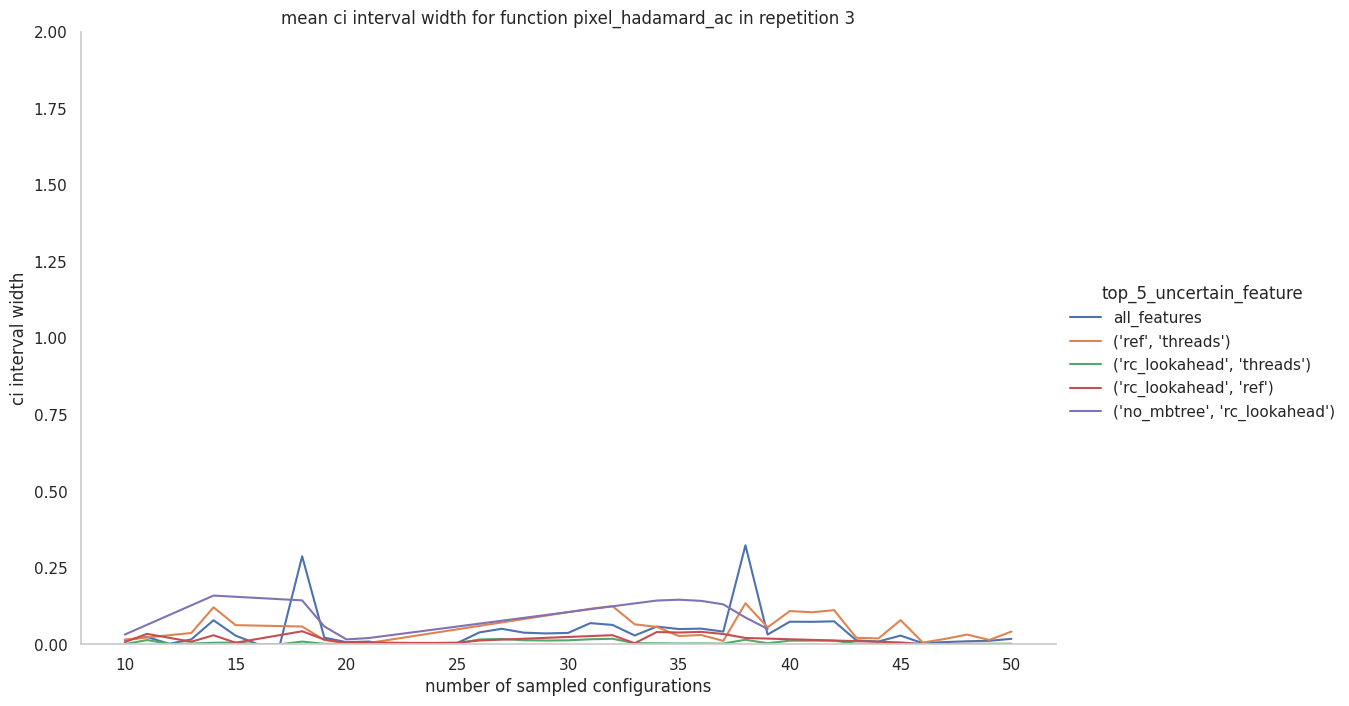 mean ci interval width for function pixel_hadamard_ac in repetition 3
2.00
1.75
1.50
1.25
1.00
0.75
0.50
0.25
0.00
ci interval width
10 15 20 25 30 35 40 45 50
number of sampled configurations
top_5_uncertain_feature
all_features
('ref', 'threads')
('rc_lookahead', 'threads')
('rc_lookahead', 'ref')
('no_mbtree', 'rc_lookahead')